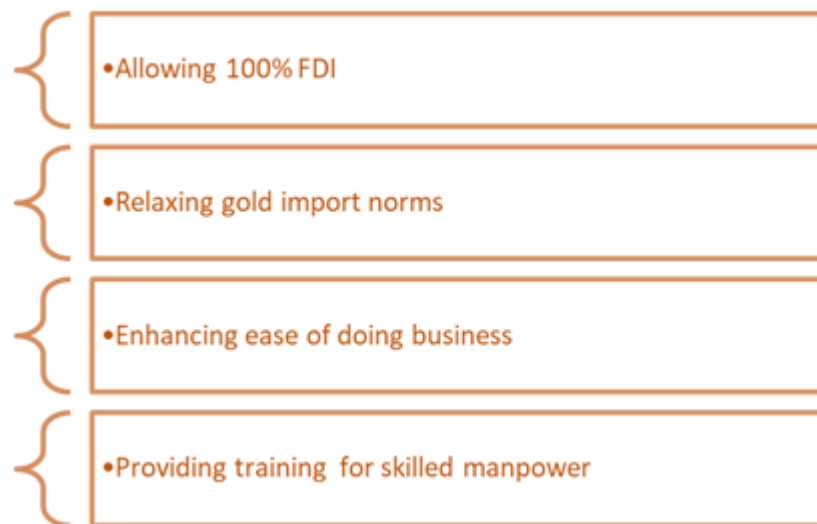 •Allowing 100% FDI
•Relaxing gold import norms
•Enhancing ease of doing business
•Providing training for skilled manpower